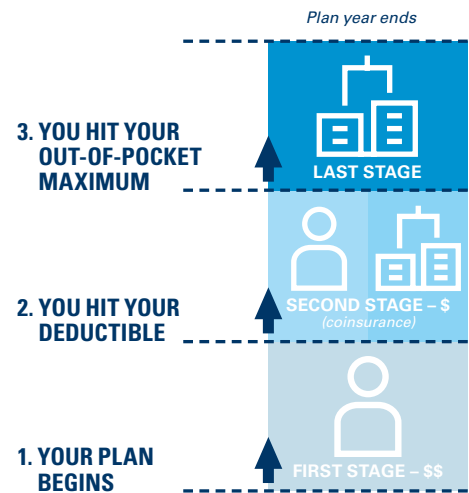 Plan year ends
3. YOU HIT YOUR
OUT-OF-POCKET
MAXIMUM
LAST STAGE
2. YOU HIT YOUR
DEDUCTIBLE
SECOND STAGE – $
(coinsurance)
1. YOUR PLAN
BEGINS
FIRST STAGE – $$